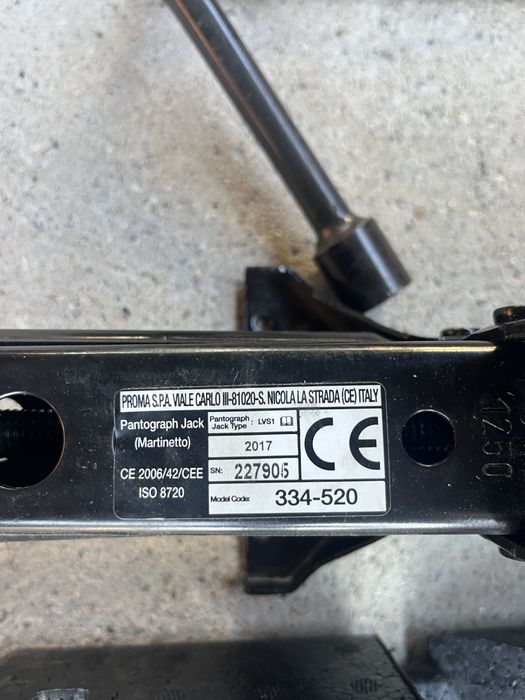 PROMA S.P.A. VIALE CARLO III-81020-S. NICOLA LA STRADA (CE) ITALY
Pantograph Jack
(Martinetto)
CE 2006/42/CEE
ISO 8720
Pantograph
Jack Type : LVS1
2017
SN: 227905
Model Code: 334-520
CE
1250